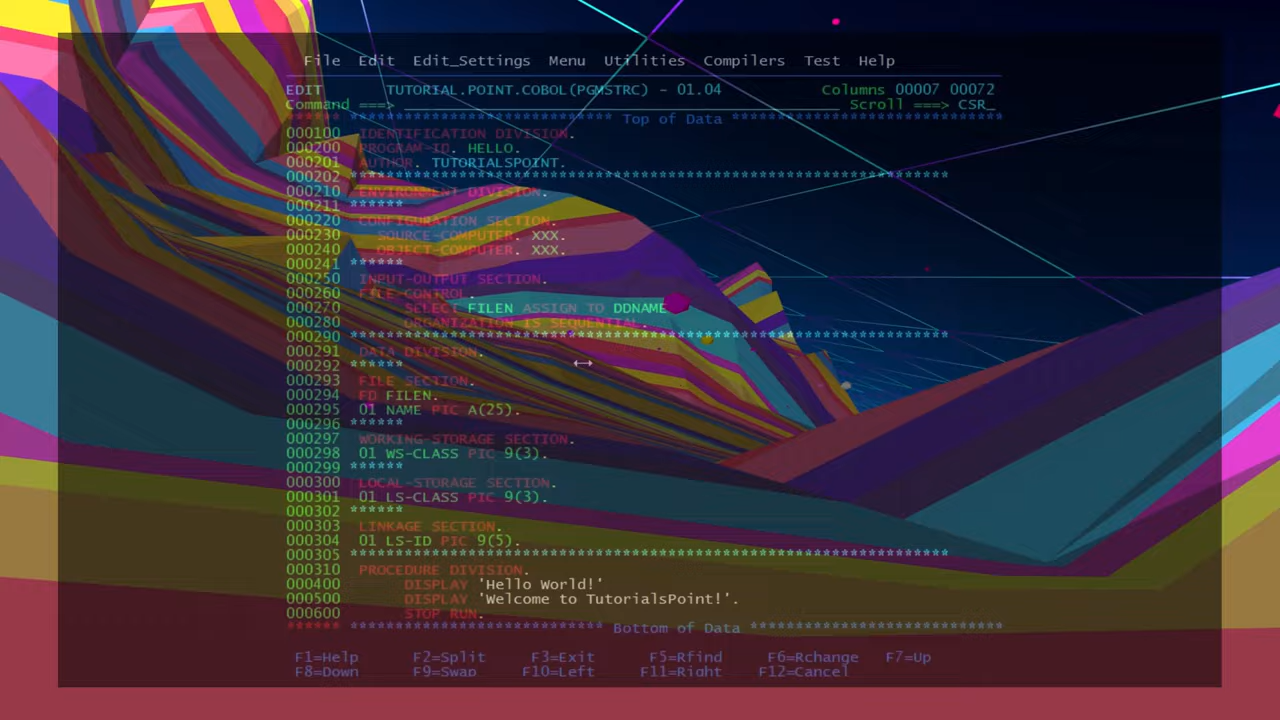 File Edit Edit_Settings Menu Utilities Compilers Test Help
EDIT TUTORIAL.POINT.COBOL(PGMSTRC) - 01.04 Columns 00007 00072
Command ===> Scroll ===> CSR_
****** *************************** Top of Data ******************************
000100 IDENTIFICATION DIVISION.
000200 PROGRAM-ID. HELLO.
000201 AUTHOR. TUTORIALSPOINT.
000202 ******************************************************************
000210 ENVIRONMENT DIVISION.
000211 ******
000220 CONFIGURATION SECTION.
000230 SOURCE-COMPUTER. XXX.
000240 OBJECT-COMPUTER. XXX.
000241 ******
000250 INPUT-OUTPUT SECTION.
000260 FILE-CONTROL.
000270 SELECT FILEN ASSIGN TO DDNAME
000280 ORGANIZATION IS SEQUENTIAL.
000290 ******************************************************************
000291 DATA DIVISION.
000292 ******
000293 FILE SECTION.
000294 FD FILEN.
000295 01 NAME PIC A(25).
000296 ******
000297 WORKING-STORAGE SECTION.
000298 01 WS-CLASS PIC 9(3).
000299 ******
000300 LOCAL-STORAGE SECTION.
000301 01 LS-CLASS PIC 9(3).
000302 ******
000303 LINKAGE SECTION.
000304 01 LS-ID PIC 9(5).
000305 ******************************************************************
000310 PROCEDURE DIVISION.
000400 DISPLAY 'Hello World!'
000500 DISPLAY 'Welcome to TutorialsPoint!'.
000600 STOP RUN.
****** **************************** Bottom of Data ****************************
F1=Help F2=Split F3=Exit F5=Rfind F6=Rchange F7=Up
F8=Down F9=Swap F10=Left F11=Right F12=Cancel